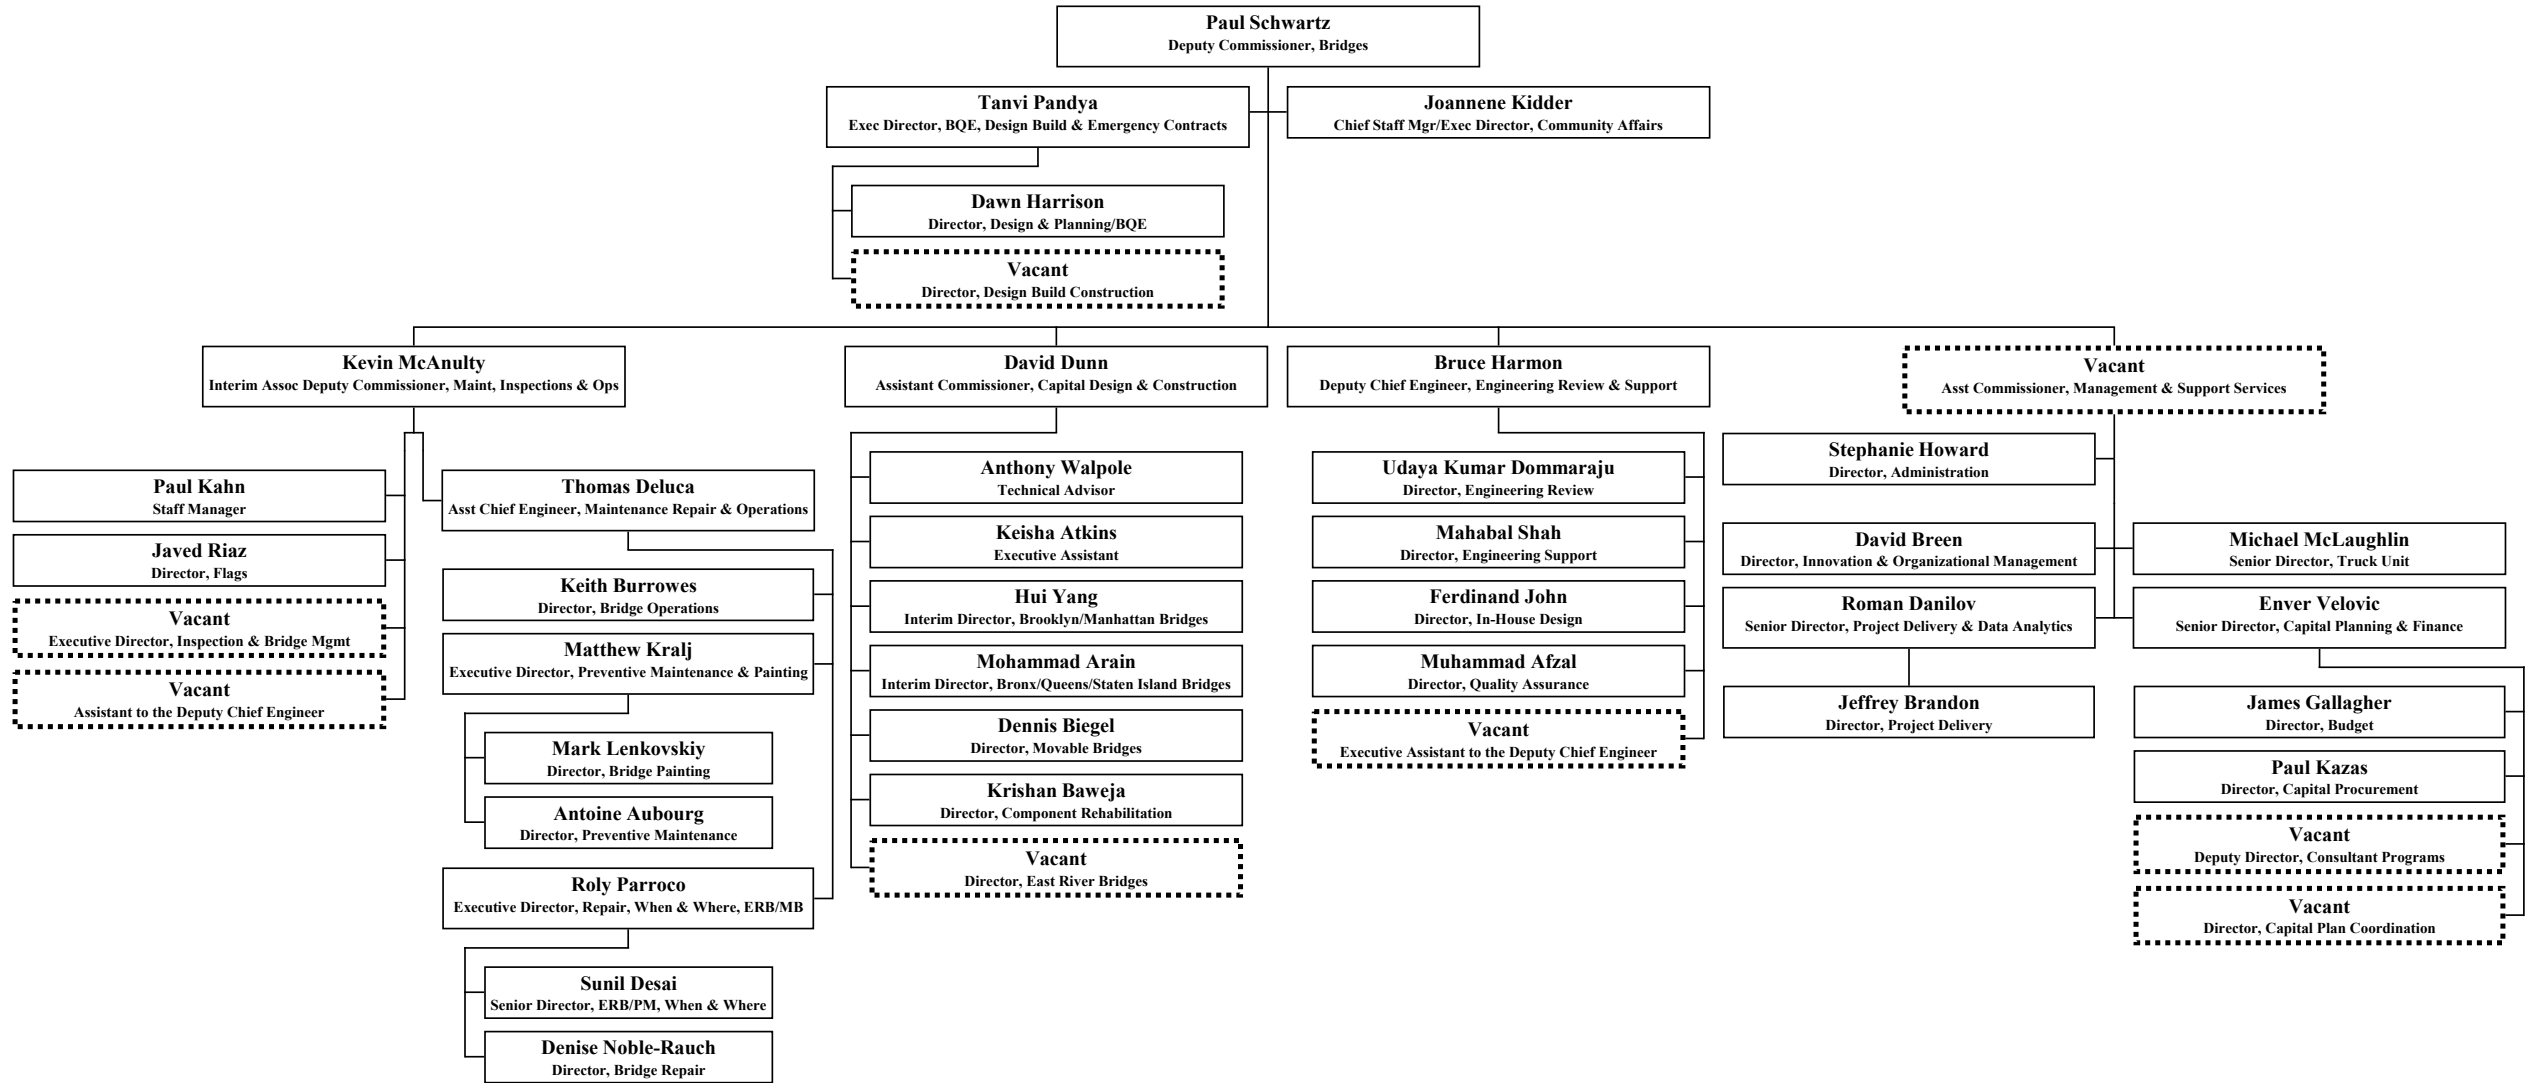 Paul Schwartz
Deputy Commissioner, Bridges
Tanvi Pandya
Exec Director, BQE, Design Build & Emergency Contracts
Joannene Kidder
Chief Staff Mgr/Exec Director, Community Affairs
Dawn Harrison
Director, Design & Planning/BQE
Vacant
Director, Design Build Construction
Kevin McAnulty
Interim Assoc Deputy Commissioner, Maint, Inspections & Ops
David Dunn
Assistant Commissioner, Capital Design & Construction
Bruce Harmon
Deputy Chief Engineer, Engineering Review & Support
Vacant
Asst Commissioner, Management & Support Services
Paul Kahn
Staff Manager
Javed Riaz
Director, Flags
Vacant
Executive Director, Inspection & Bridge Mgmt
Vacant
Assistant to the Deputy Chief Engineer
Thomas Deluca
Asst Chief Engineer, Maintenance Repair & Operations
Keith Burrowes
Director, Bridge Operations
Matthew Kralj
Executive Director, Preventive Maintenance & Painting
Mark Lenkovskiy
Director, Bridge Painting
Antoine Aubourg
Director, Preventive Maintenance
Roly Parroco
Executive Director, Repair, When & Where, ERB/MB
Sunil Desai
Senior Director, ERB/PM, When & Where
Denise Noble-Rauch
Director, Bridge Repair
Anthony Walpole
Technical Advisor
Keisha Atkins
Executive Assistant
Hui Yang
Interim Director, Brooklyn/Manhattan Bridges
Mohammad Arain
Interim Director, Bronx/Queens/Staten Island Bridges
Dennis Biegel
Director, Movable Bridges
Krishan Baweja
Director, Component Rehabilitation
Vacant
Director, East River Bridges
Udaya Kumar Dommaraju
Director, Engineering Review
Mahabal Shah
Director, Engineering Support
Ferdinand John
Director, In-House Design
Muhammad Afzal
Director, Quality Assurance
Vacant
Executive Assistant to the Deputy Chief Engineer
Stephanie Howard
Director, Administration
David Breen
Director, Innovation & Organizational Management
Michael McLaughlin
Senior Director, Truck Unit
Roman Danilov
Senior Director, Project Delivery & Data Analytics
Enver Velovic
Senior Director, Capital Planning & Finance
Jeffrey Brandon
Director, Project Delivery
James Gallagher
Director, Budget
Paul Kazas
Director, Capital Procurement
Vacant
Deputy Director, Consultant Programs
Vacant
Director, Capital Plan Coordination